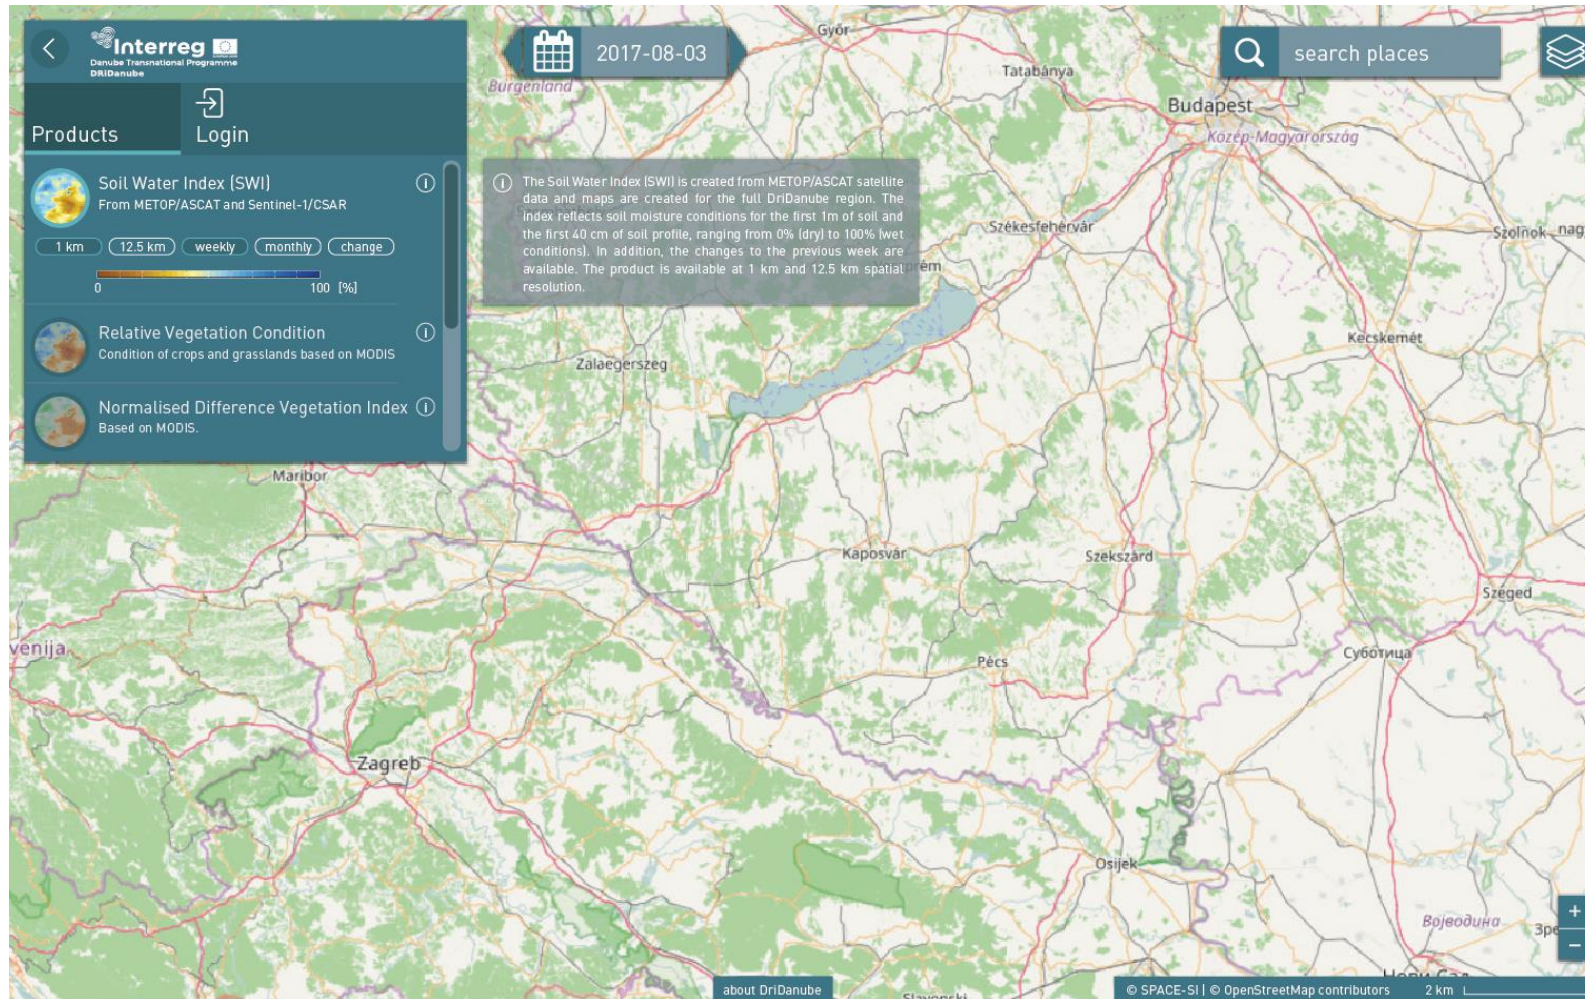 Interreg
Danube Transnational Programme
DRiDanube
Products
Login
Soil Water Index (SWI)
From METOP/ASCAT and Sentinel-1/CSAR
1 km
12.5 km
weekly
monthly
change
0
100 [%]
Relative Vegetation Condition
Condition of crops and grasslands based on MODIS
Normalised Difference Vegetation Index
Based on MODIS.
2017-08-03
search places
The Soil Water Index (SWI) is created from METOP/ASCAT satellite
data and maps are created for the full DriDanube region. The
index reflects soil moisture conditions for the first 1m of soil and
the first 40 cm of soil profile, ranging from 0% (dry) to 100% (wet
conditions). In addition, the changes to the previous week are
available. The product is available at 1 km and 12.5 km spatial
resolution.
Győr
Tatabánya
Burgenland
Budapest
Közép-Magyarország
Székesfehérvár
Szolnok
nag
prém
Kecskemét
Zalaegerszeg
Maribor
Kaposvár
Szekszárd
Szeged
venija
Pécs
Суботица
Zagreb
Osijek
Војводина
Зре
Нови Сад
Slavonski
about DriDanube
© SPACE-SI | © OpenStreetMap contributors
2 km
+
−